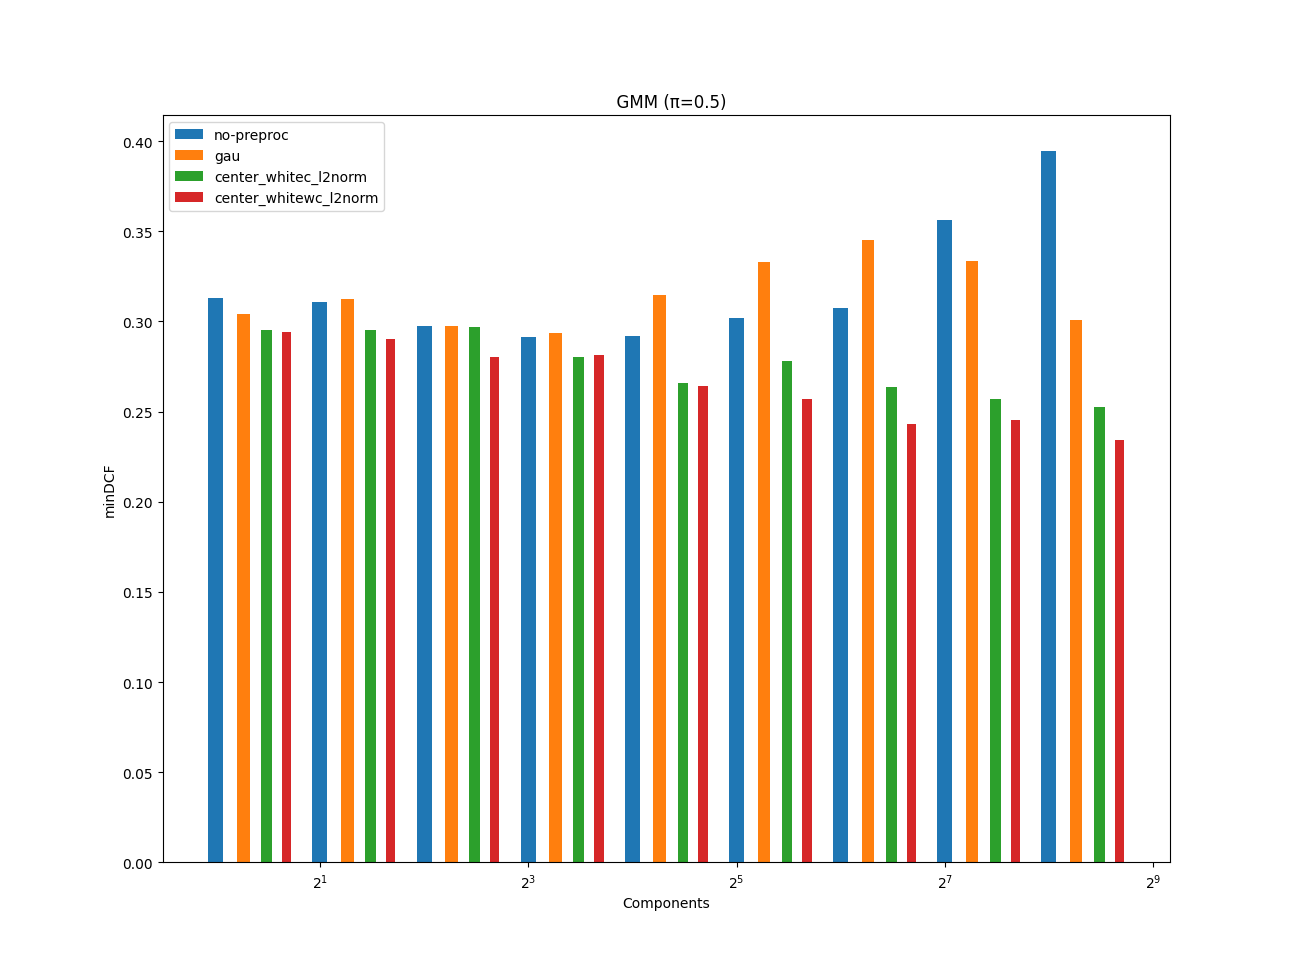 GMM (π=0.5)
no-preproc
gau
center_whitec_l2norm
center_whitewc_l2norm
0.40
0.35
0.30
0.25
0.20
0.15
0.10
0.05
0.00
minDCF
2¹ 2³ 2⁵ 2⁷ 2⁹
Components